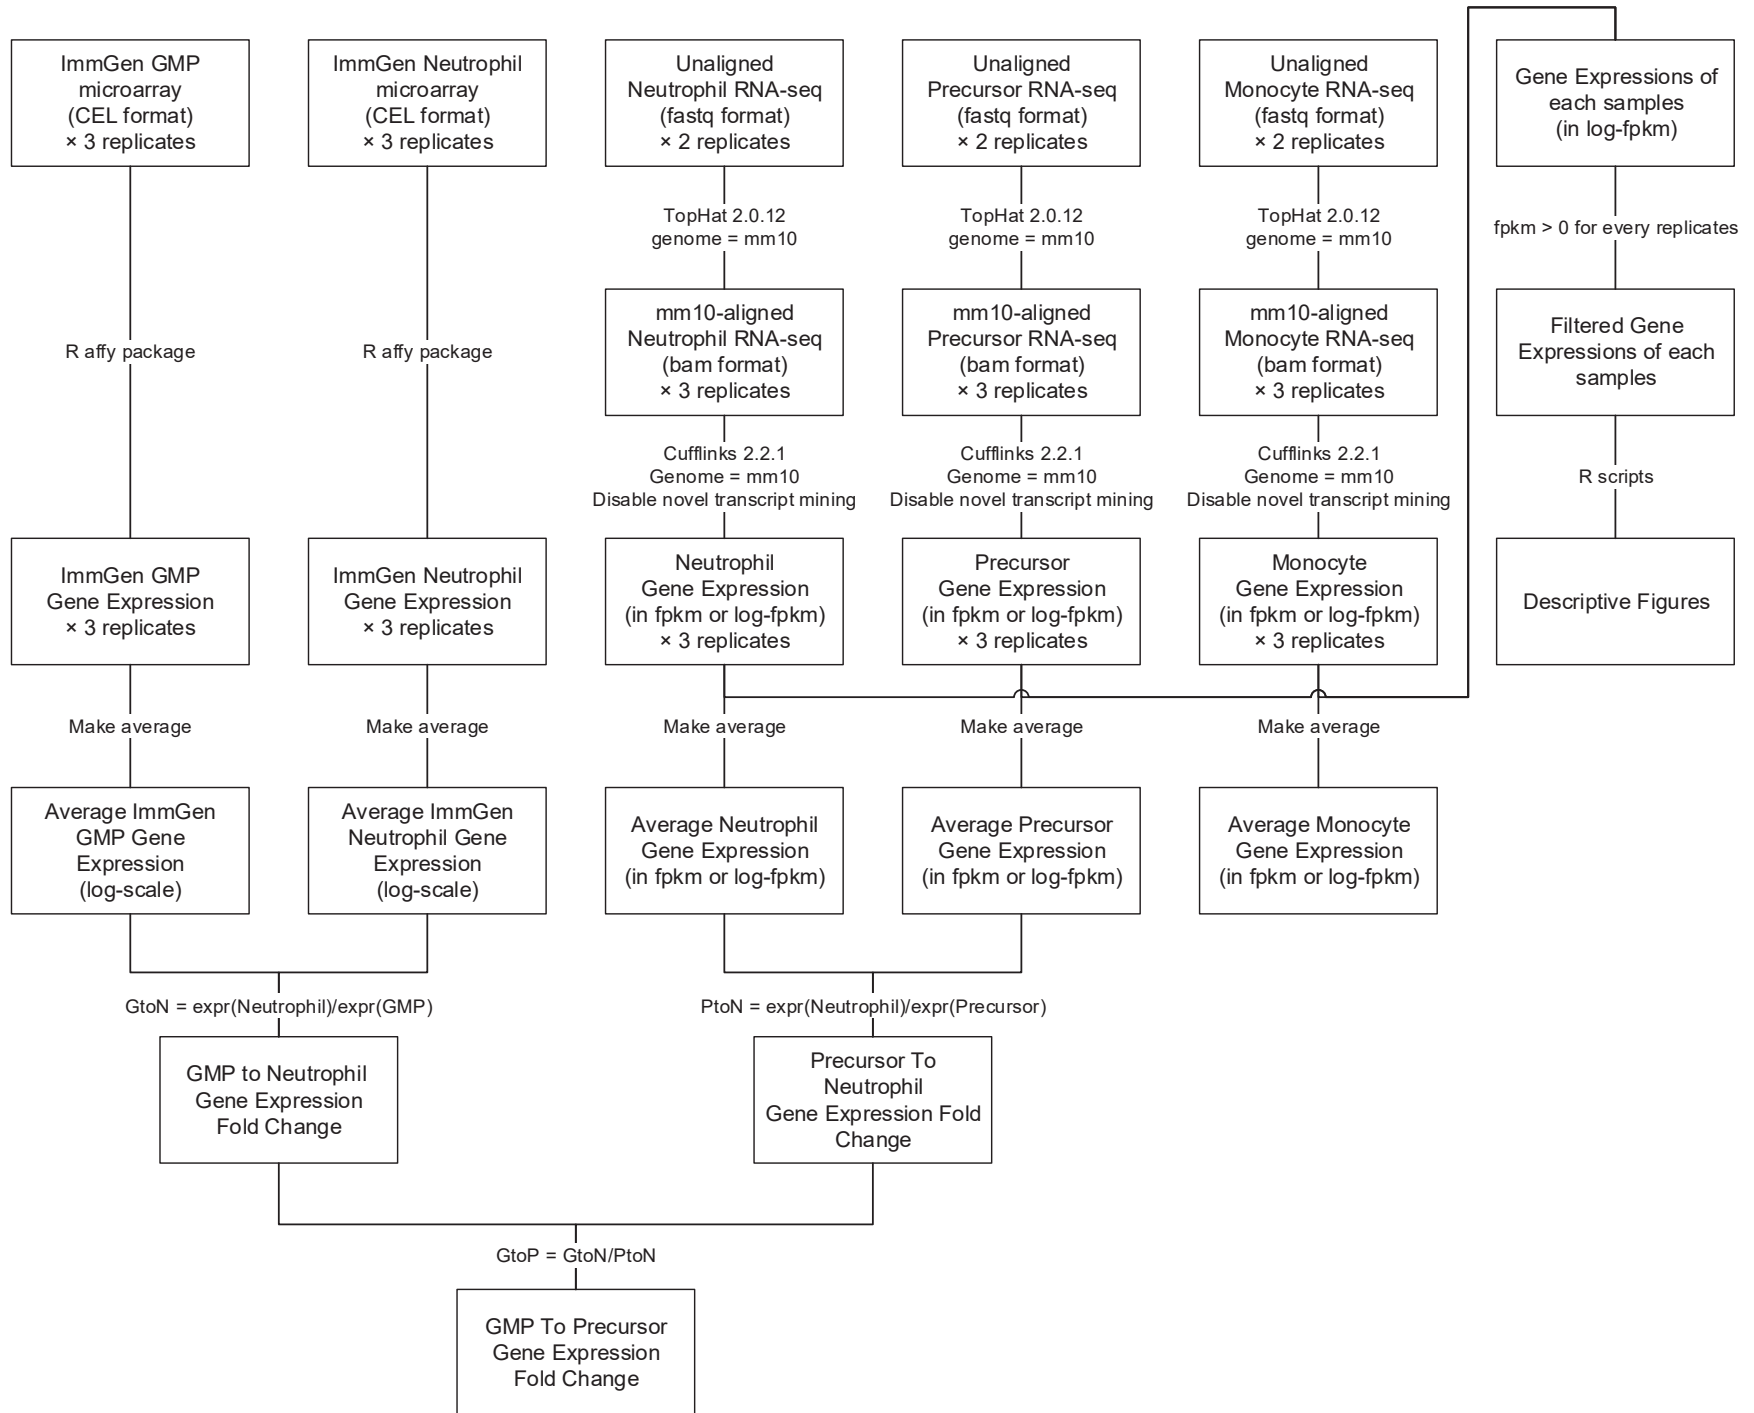 ImmGen GMP
microarray
(CEL format)
× 3 replicates
ImmGen Neutrophil
microarray
(CEL format)
× 3 replicates
Unaligned
Neutrophil RNA-seq
(fastq format)
× 2 replicates
Unaligned
Precursor RNA-seq
(fastq format)
× 2 replicates
Unaligned
Monocyte RNA-seq
(fastq format)
× 2 replicates
Gene Expressions of
each samples
(in log-fpkm)
TopHat 2.0.12
genome = mm10
TopHat 2.0.12
genome = mm10
TopHat 2.0.12
genome = mm10
fpkm > 0 for every replicates
R affy package
R affy package
mm10-aligned
Neutrophil RNA-seq
(bam format)
× 3 replicates
mm10-aligned
Precursor RNA-seq
(bam format)
× 3 replicates
mm10-aligned
Monocyte RNA-seq
(bam format)
× 3 replicates
Filtered Gene
Expressions of each
samples
Cufflinks 2.2.1
Genome = mm10
Disable novel transcript mining
Cufflinks 2.2.1
Genome = mm10
Disable novel transcript mining
Cufflinks 2.2.1
Genome = mm10
Disable novel transcript mining
R scripts
ImmGen GMP
Gene Expression
× 3 replicates
ImmGen Neutrophil
Gene Expression
× 3 replicates
Neutrophil
Gene Expression
(in fpkm or log-fpkm)
× 3 replicates
Precursor
Gene Expression
(in fpkm or log-fpkm)
× 3 replicates
Monocyte
Gene Expression
(in fpkm or log-fpkm)
× 3 replicates
Descriptive Figures
Make average
Make average
Make average
Make average
Make average
Average ImmGen
GMP Gene
Expression
(log-scale)
Average ImmGen
Neutrophil Gene
Expression
(log-scale)
Average Neutrophil
Gene Expression
(in fpkm or log-fpkm)
Average Precursor
Gene Expression
(in fpkm or log-fpkm)
Average Monocyte
Gene Expression
(in fpkm or log-fpkm)
GtoN = expr(Neutrophil)/expr(GMP)
PtoN = expr(Neutrophil)/expr(Precursor)
GMP to Neutrophil
Gene Expression
Fold Change
Precursor To
Neutrophil
Gene Expression Fold
Change
GtoP = GtoN/PtoN
GMP To Precursor
Gene Expression
Fold Change